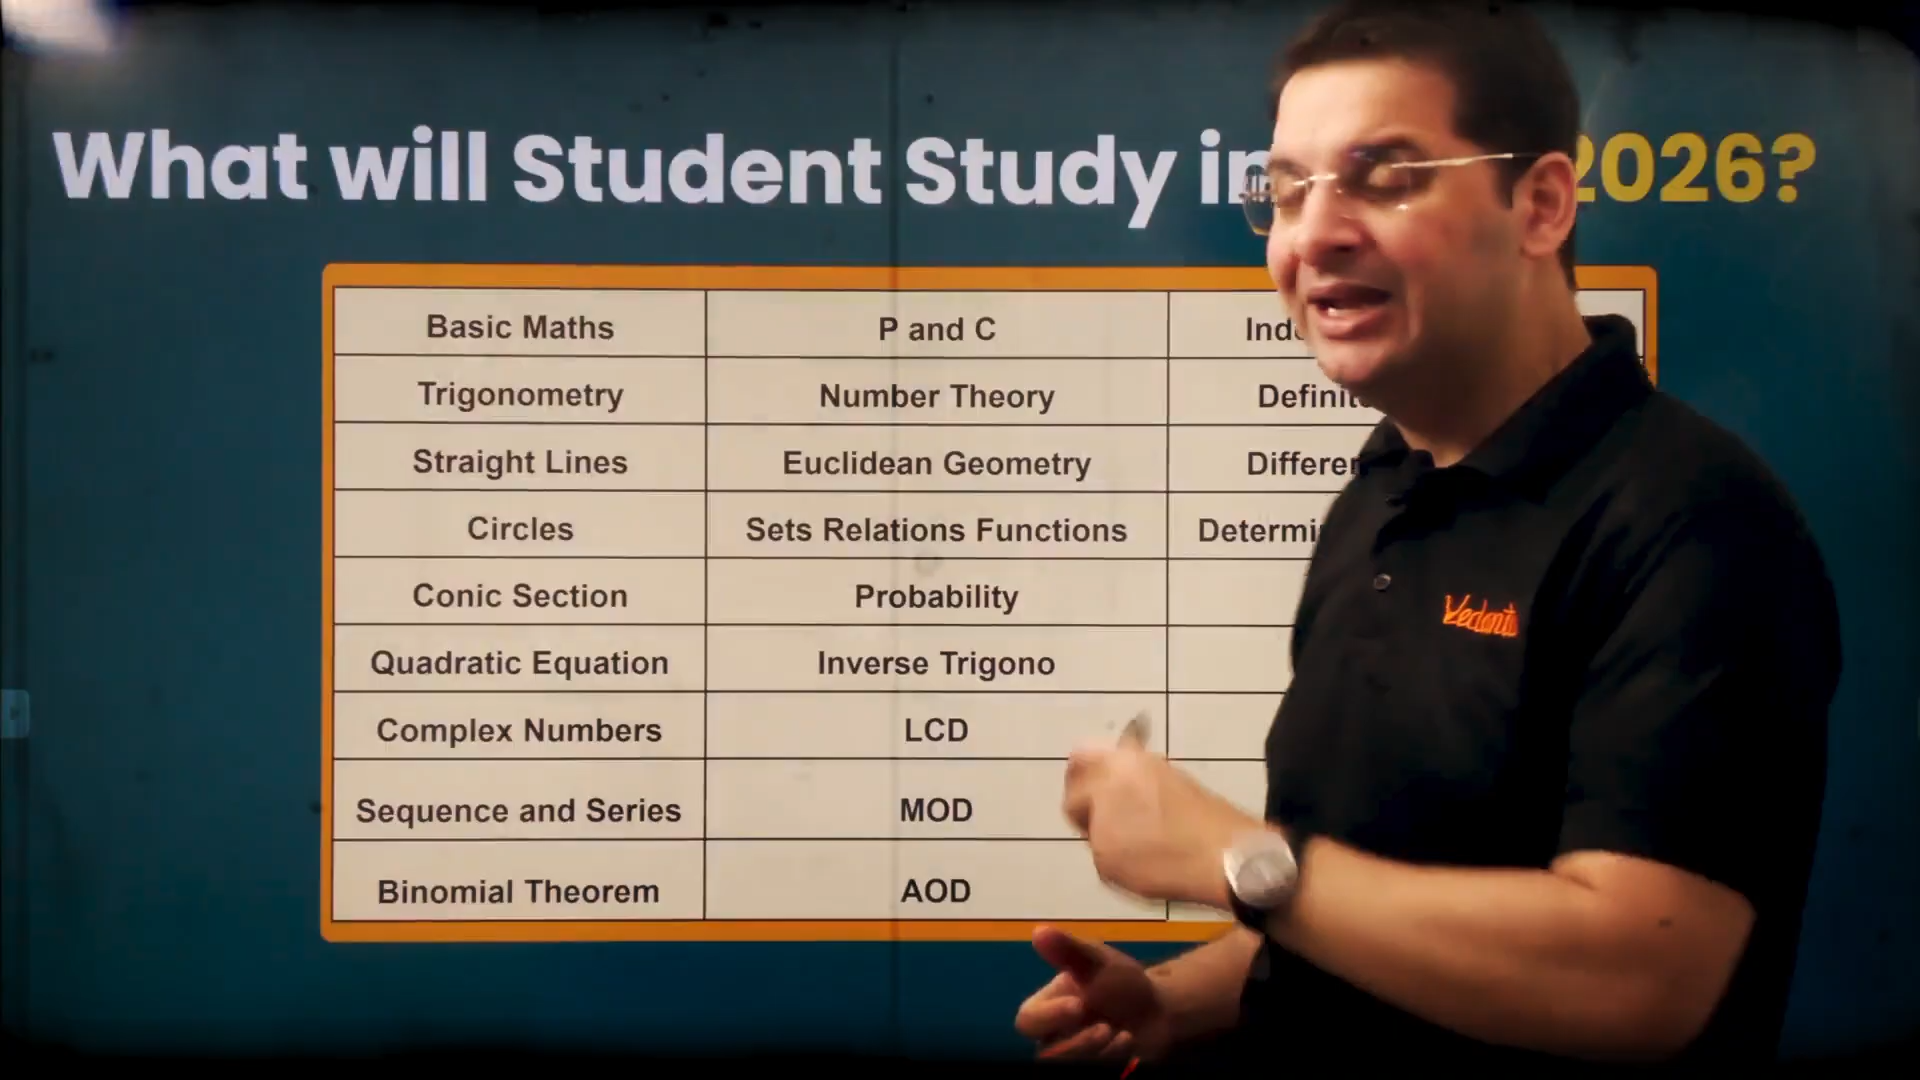 What will Student Study in 2026?
Basic Maths
P and C
Trigonometry
Number Theory
Straight Lines
Euclidean Geometry
Circles
Sets Relations Functions
Conic Section
Probability
Quadratic Equation
Inverse Trigono
Complex Numbers
LCD
Sequence and Series
MOD
Binomial Theorem
AOD